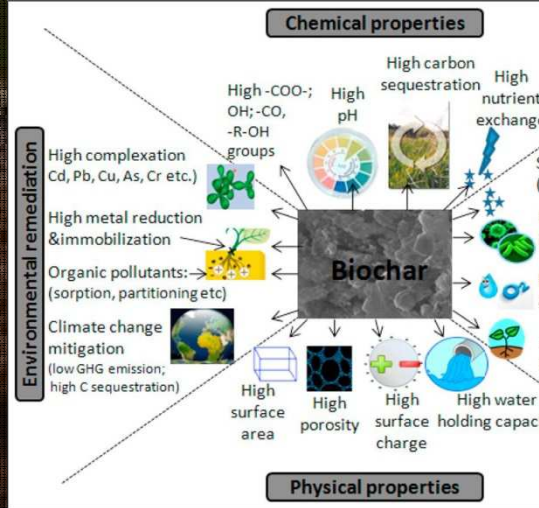 Chemical properties
High -COO-;
OH; -CO,
-R-OH
groups
High
pH
High carbon
sequestration
High
nutrient
exchange
Environmental remediation
High complexation
Cd, Pb, Cu, As, Cr etc.)
High metal reduction
&immobilization
Organic pollutants:
(sorption, partitioning etc)
Climate change
mitigation
(low GHG emission;
high C sequestration)
Biochar
High
surface
area
High
porosity
High
surface
charge
High water
holding capac
Physical properties